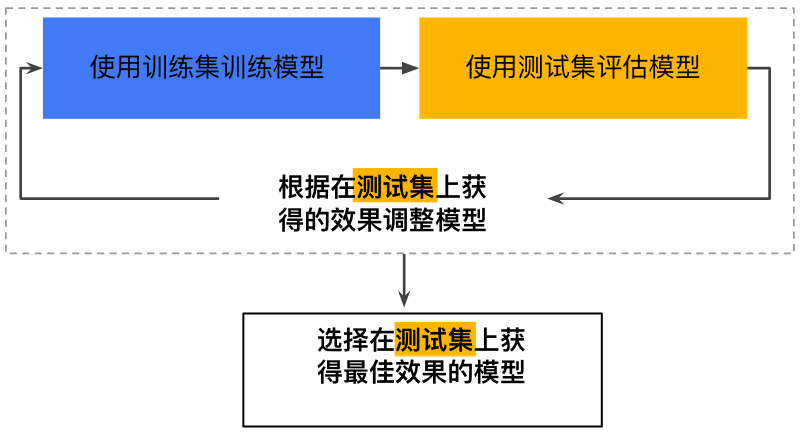 使用训练集训练模型
使用测试集评估模型
根据在测试集上获
得的效果调整模型
选择在测试集上获
得最佳效果的模型